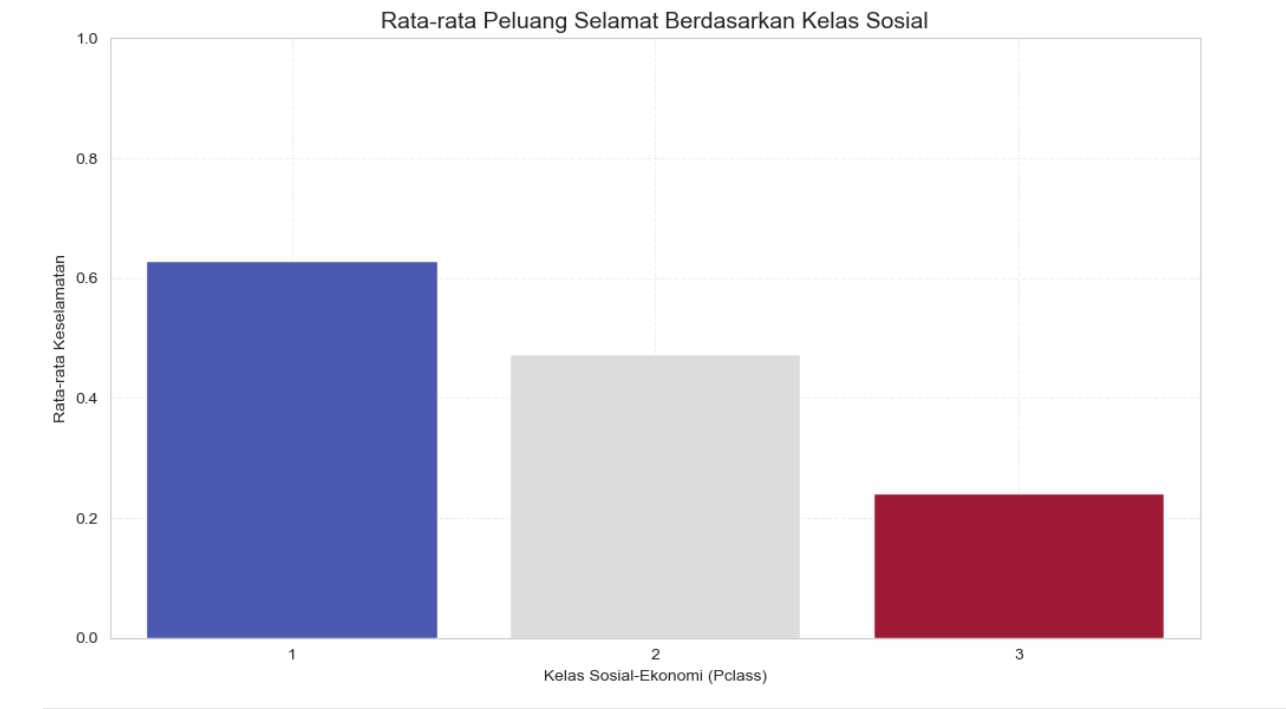 Rata-rata Peluang Selamat Berdasarkan Kelas Sosial
1.0
0.8
0.6
0.4
0.2
0.0
Rata-rata Keselamatan
1 2 3
Kelas Sosial-Ekonomi (Pclass)